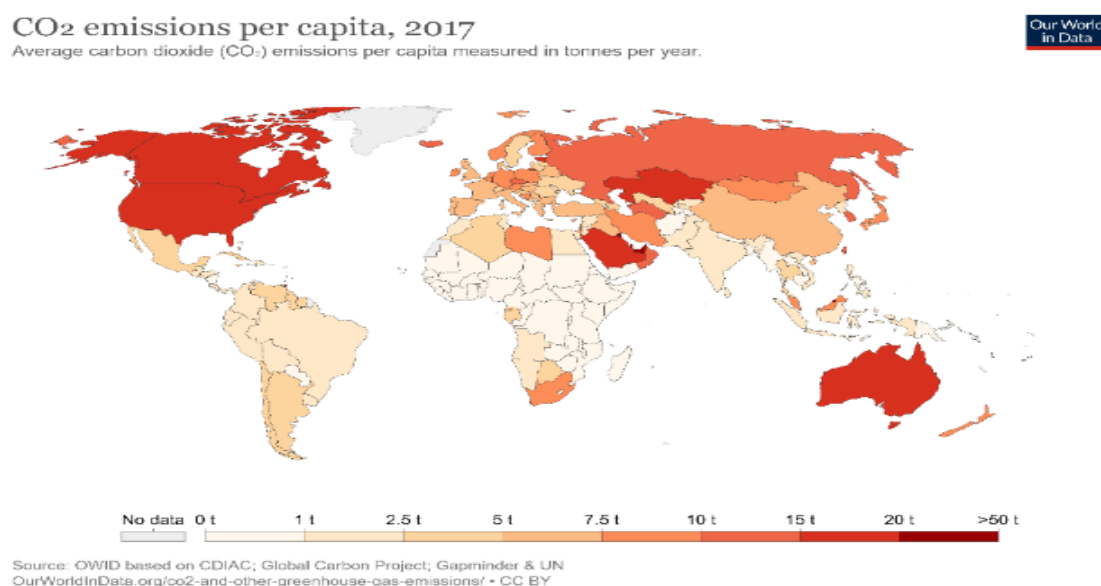 CO₂ emissions per capita, 2017
Average carbon dioxide (CO₂) emissions per capita measured in tonnes per year.
Our World
in Data
No data 0 t 1 t 2.5 t 5 t 7.5 t 10 t 15 t 20 t >50 t
Source: OWID based on CDIAC; Global Carbon Project; Gapminder & UN
OurWorldInData.org/co2-and-other-greenhouse-gas-emissions/ • CC BY